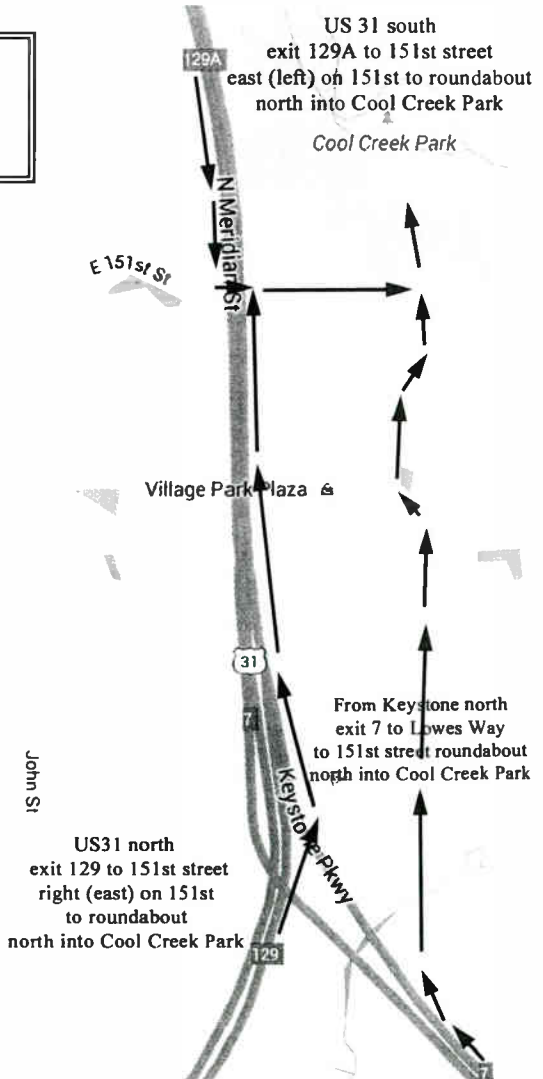 US 31 south
exit 129A to 151st street
east (left) on 151st to roundabout
north into Cool Creek Park
129A
Cool Creek Park
N Meridian St
E 151st St
Village Park Plaza
31
7
From Keystone north
exit 7 to Lowes Way
to 151st street roundabout
north into Cool Creek Park
John St
Keystone Pkwy
US31 north
exit 129 to 151st street
right (east) on 151st
to roundabout
north into Cool Creek Park
129
7